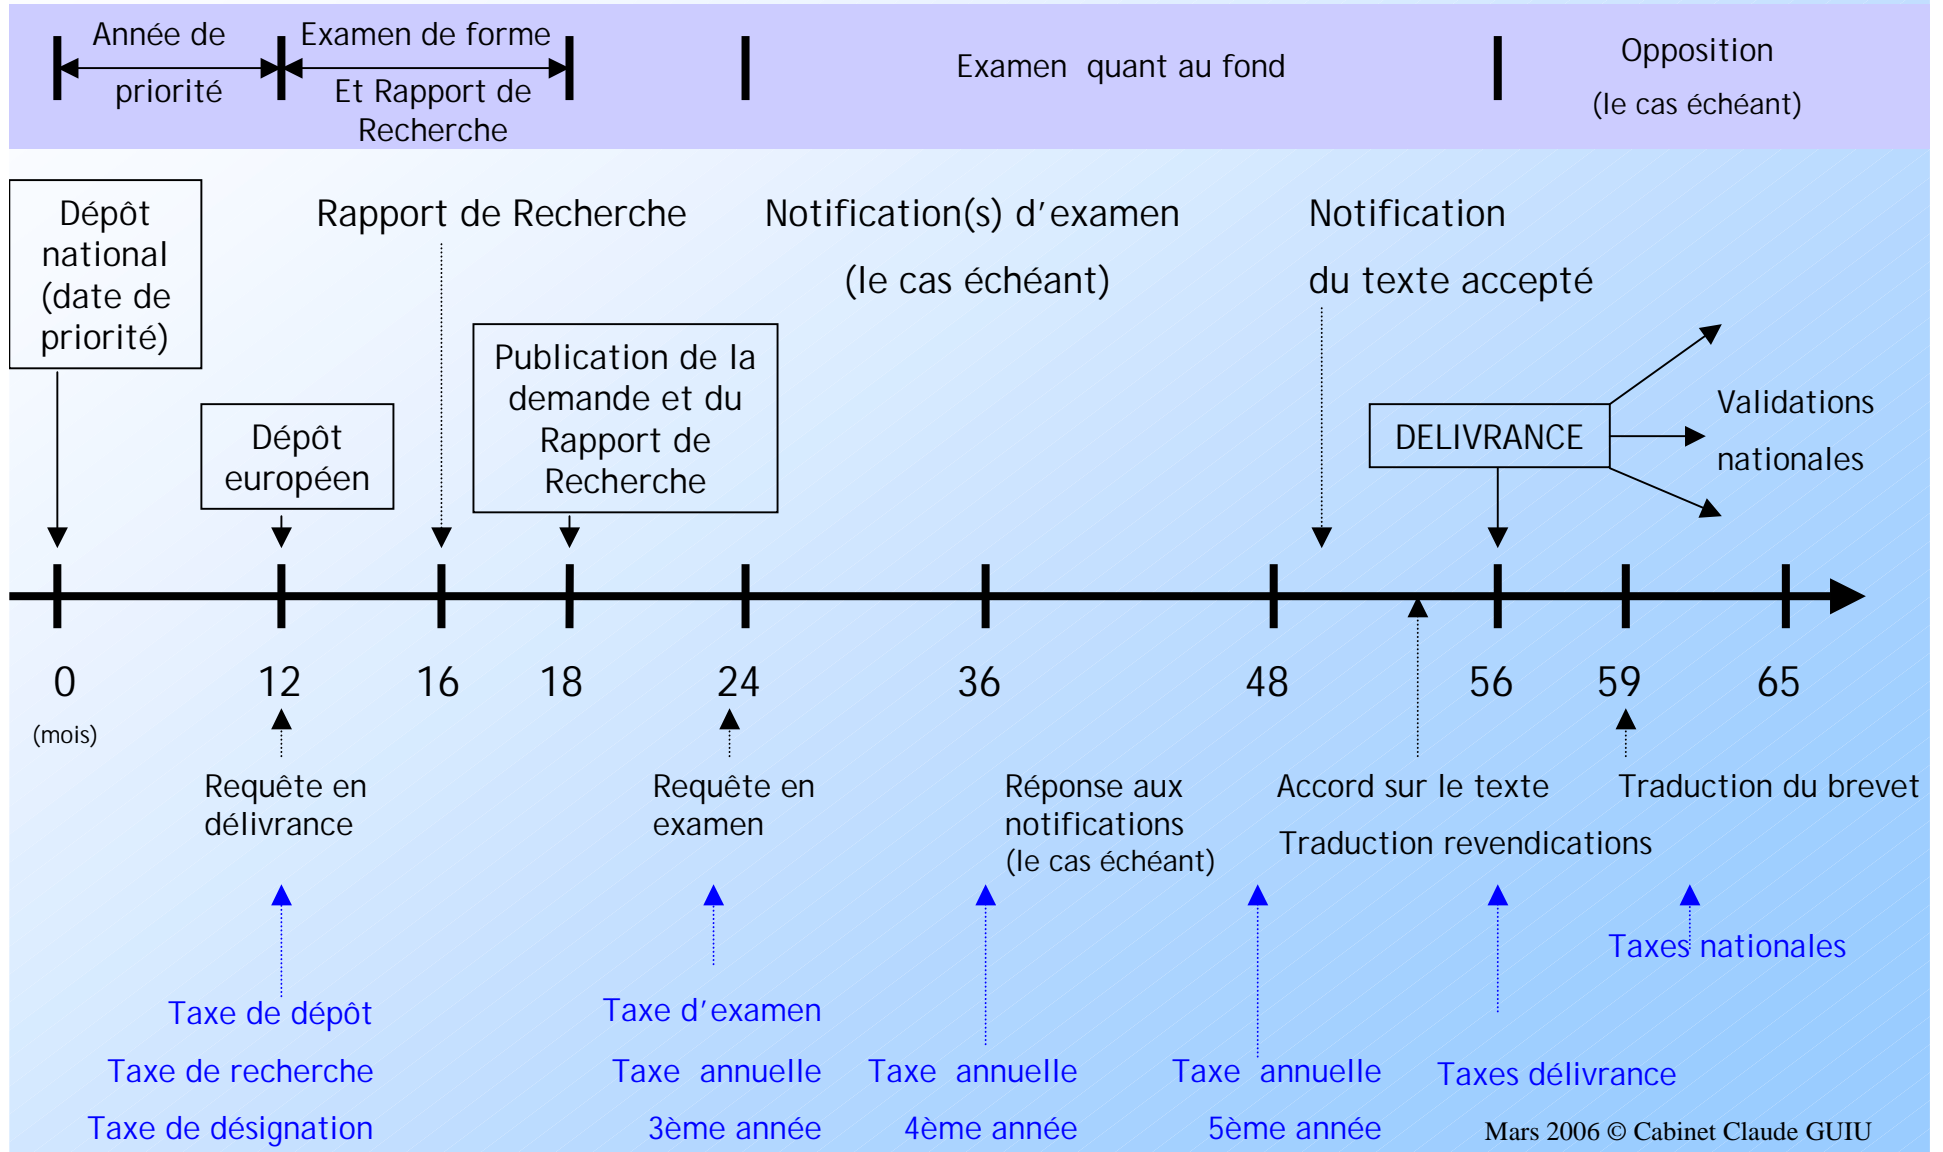 Année de
priorité
Examen de forme
Et Rapport de
Recherche
Examen quant au fond
Opposition
(le cas échéant)
Dépôt
national
(date de
priorité)
Rapport de Recherche
Notification(s) d'examen
(le cas échéant)
Notification
du texte accepté
Dépôt
européen
Publication de la
demande et du
Rapport de
Recherche
DELIVRANCE
Validations
nationales
0 12 16 18 24 36 48 56 59 65
(mois)
Requête en
délivrance
Requête en
examen
Réponse aux
notifications
(le cas échéant)
Accord sur le texte
Traduction revendications
Traduction du brevet
Taxe de dépôt
Taxe de recherche
Taxe de désignation
Taxe d'examen
Taxe annuelle
3ème année
Taxe annuelle
4ème année
Taxe annuelle
5ème année
Taxes délivrance
Taxes nationales
Mars 2006 © Cabinet Claude GUIU